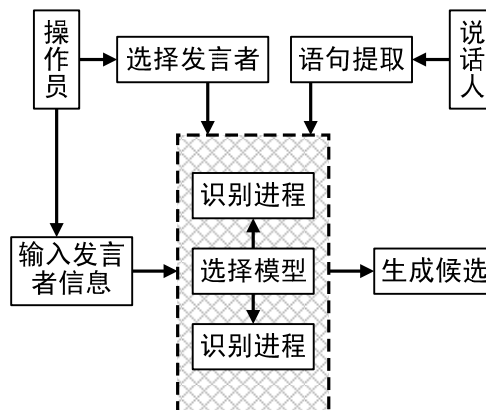 操作员
选择发言者
语句提取
说话人
识别进程
输入发言
者信息
选择模型
生成候选
识别进程